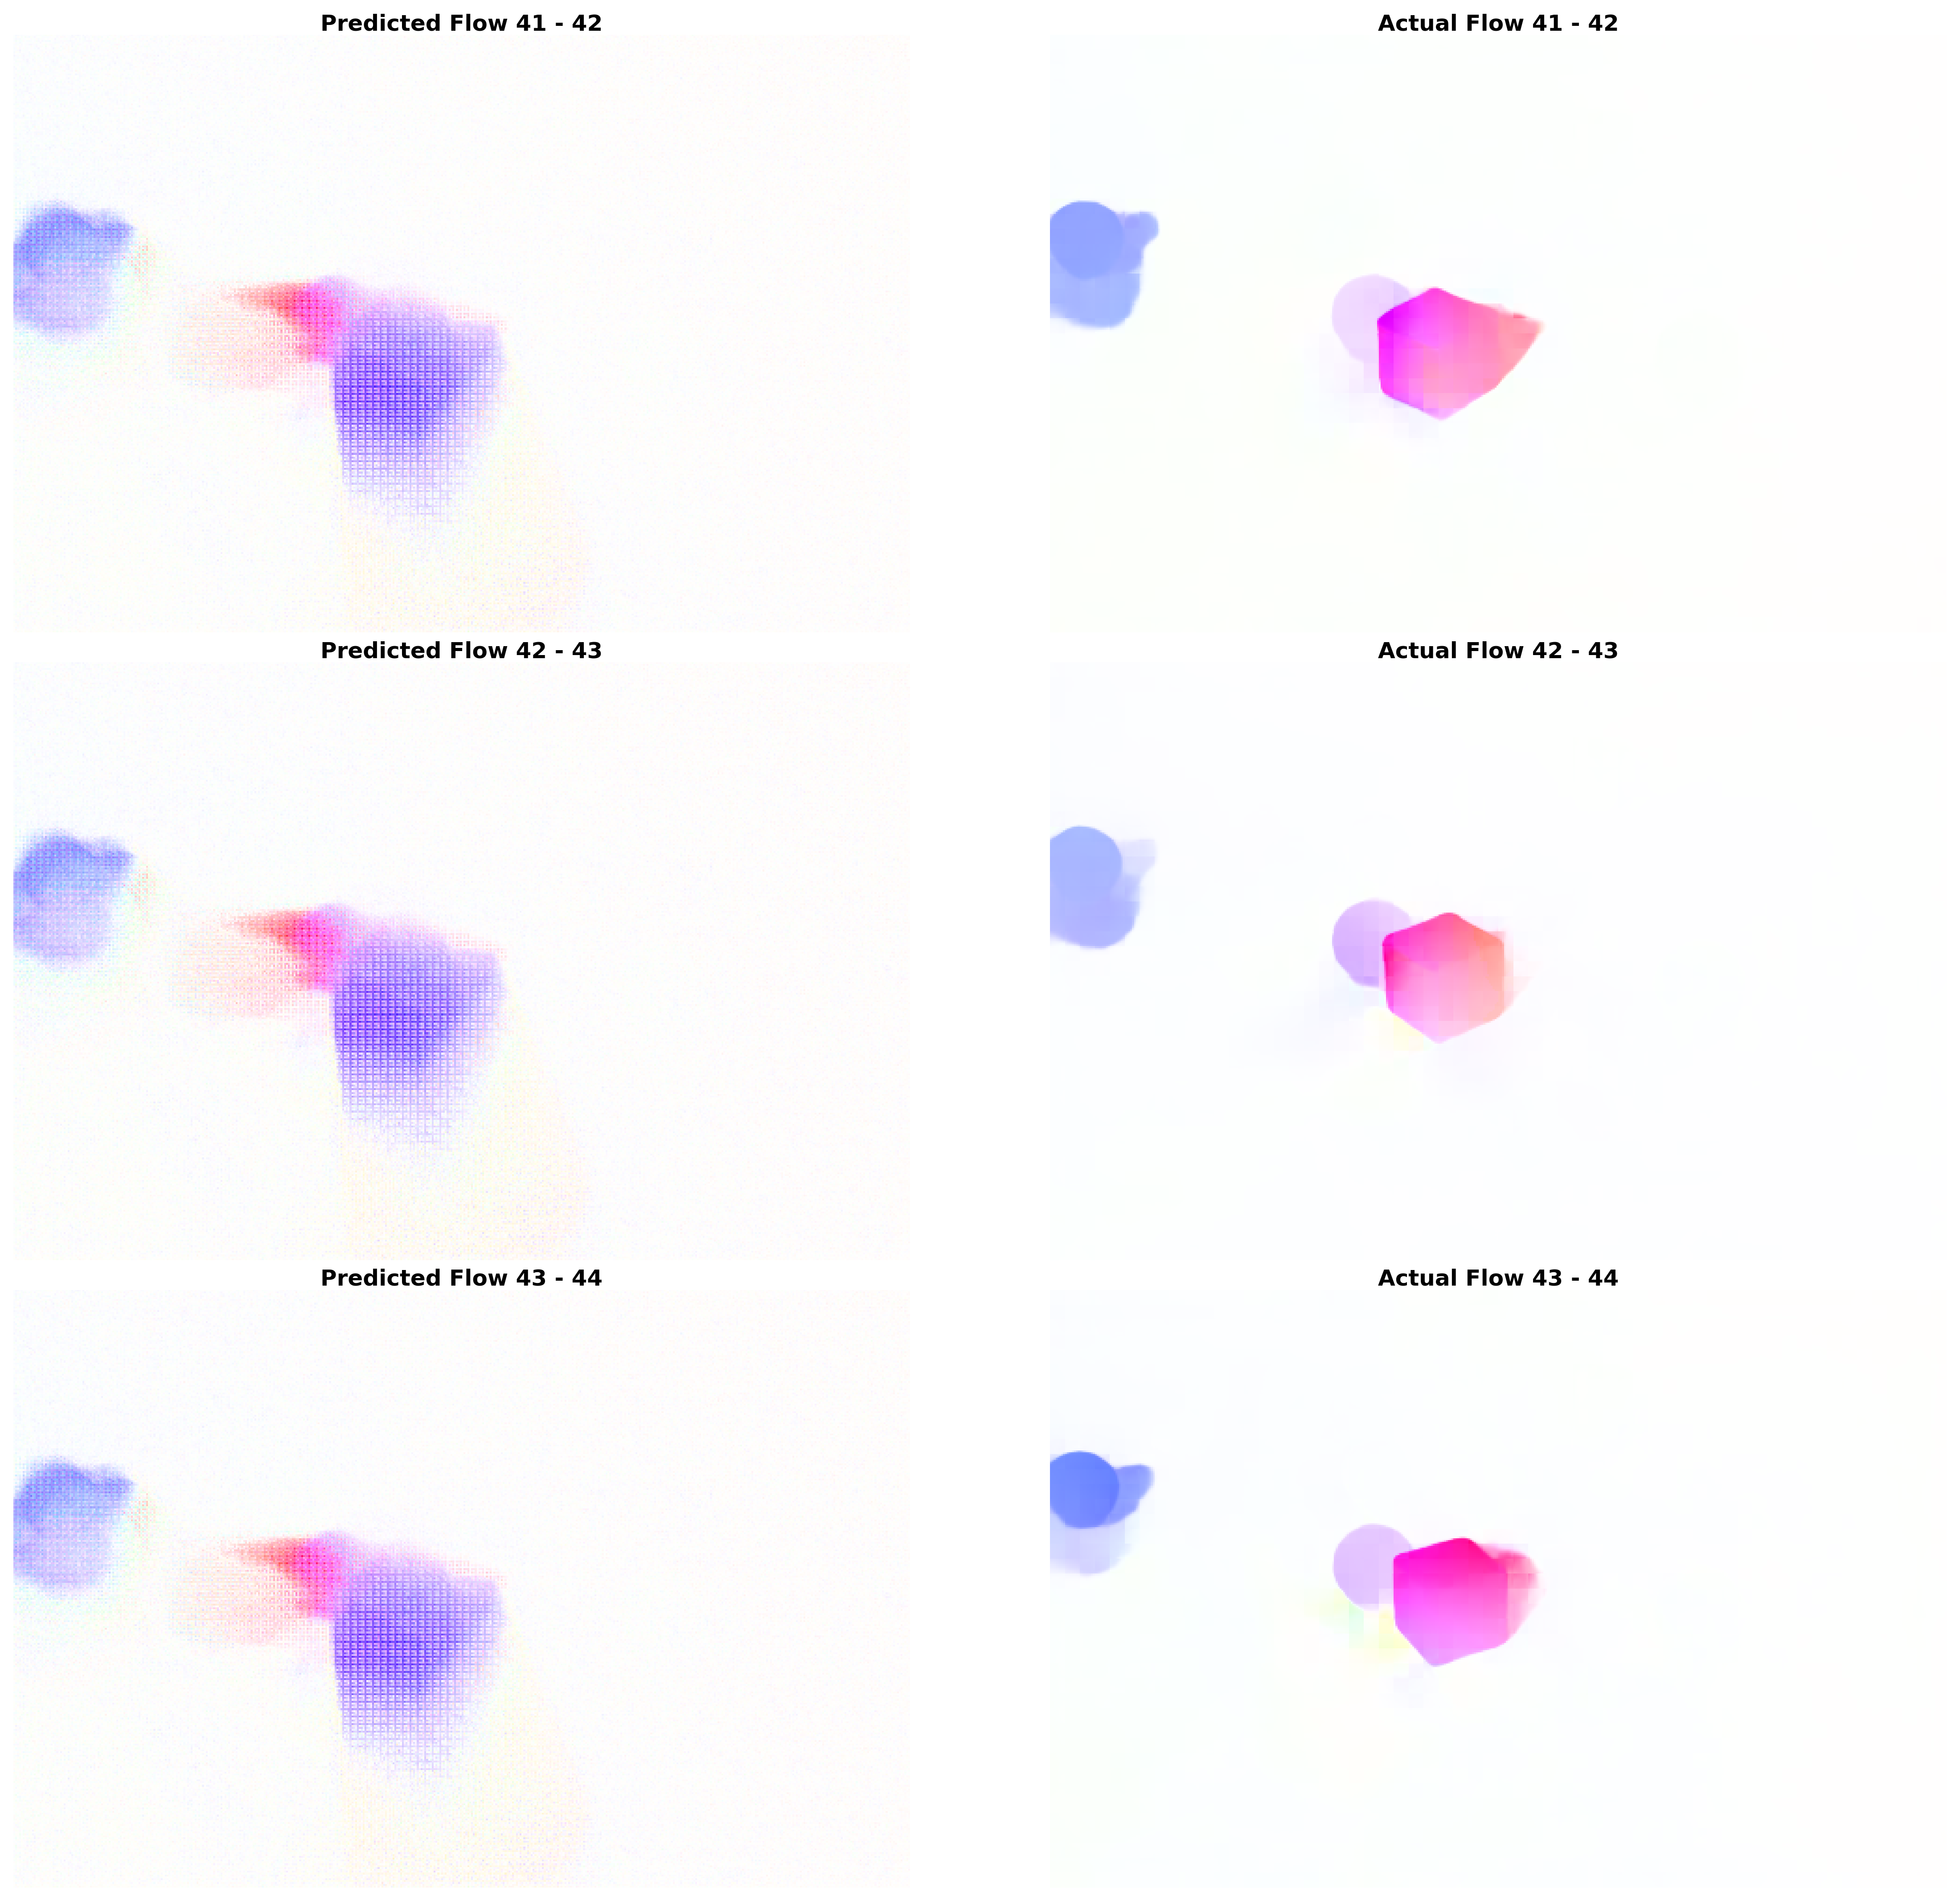 Predicted Flow 41 - 42
Actual Flow 41 - 42
Predicted Flow 42 - 43
Actual Flow 42 - 43
Predicted Flow 43 - 44
Actual Flow 43 - 44